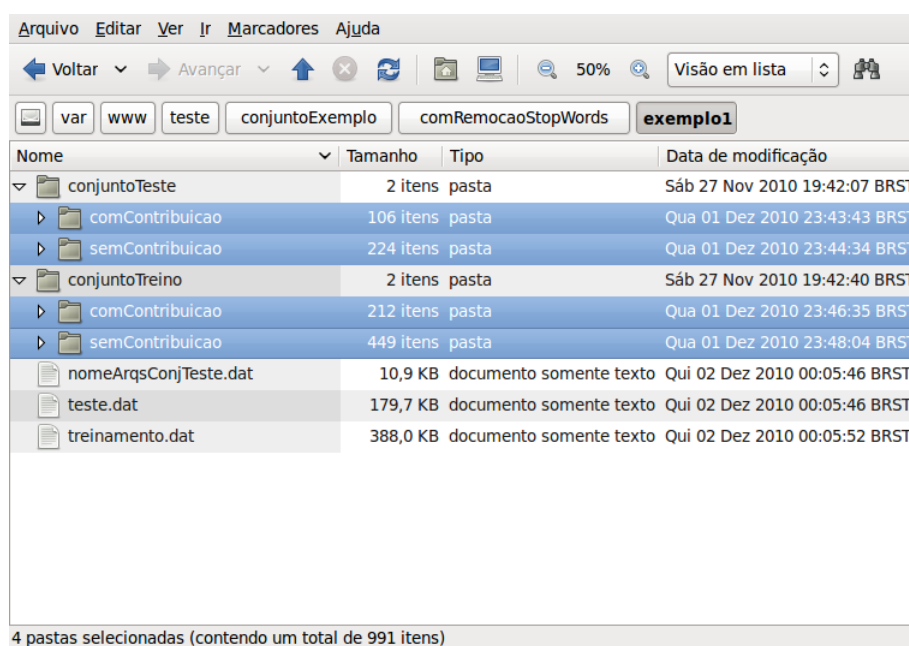 Arquivo Editar Ver Ir Marcadores Ajuda
Voltar Avançar 50% Visão em lista
var www teste conjuntoExemplo comRemocaoStopWords exemplo1
Nome Tamanho Tipo Data de modificação
conjuntoTeste 2 itens pasta Sáb 27 Nov 2010 19:42:07 BRST
comContribuicao 106 itens pasta Qua 01 Dez 2010 23:43:43 BRS
semContribuicao 224 itens pasta Qua 01 Dez 2010 23:44:34 BRS
conjuntoTreino 2 itens pasta Sáb 27 Nov 2010 19:42:40 BRST
comContribuicao 212 itens pasta Qua 01 Dez 2010 23:46:35 BRS
semContribuicao 449 itens pasta Qua 01 Dez 2010 23:48:04 BRS
nomeArqsConjTeste.dat 10,9 KB documento somente texto Qui 02 Dez 2010 00:05:46 BRST
teste.dat 179,7 KB documento somente texto Qui 02 Dez 2010 00:05:46 BRST
treinamento.dat 388,0 KB documento somente texto Qui 02 Dez 2010 00:05:52 BRST
4 pastas selecionadas (contendo um total de 991 itens)